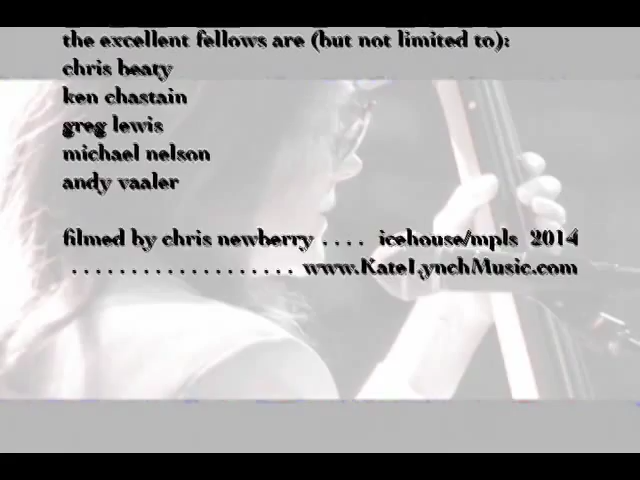 the excellent fellows are (but not limited to):
chris beaty
ken chastain
greg lewis
michael nelson
andy vaaler
filmed by chris newberry . . . . icehouse/mpls 2014
. . . . . . . . . . . . . . . . . . . www.KateLynchMusic.com